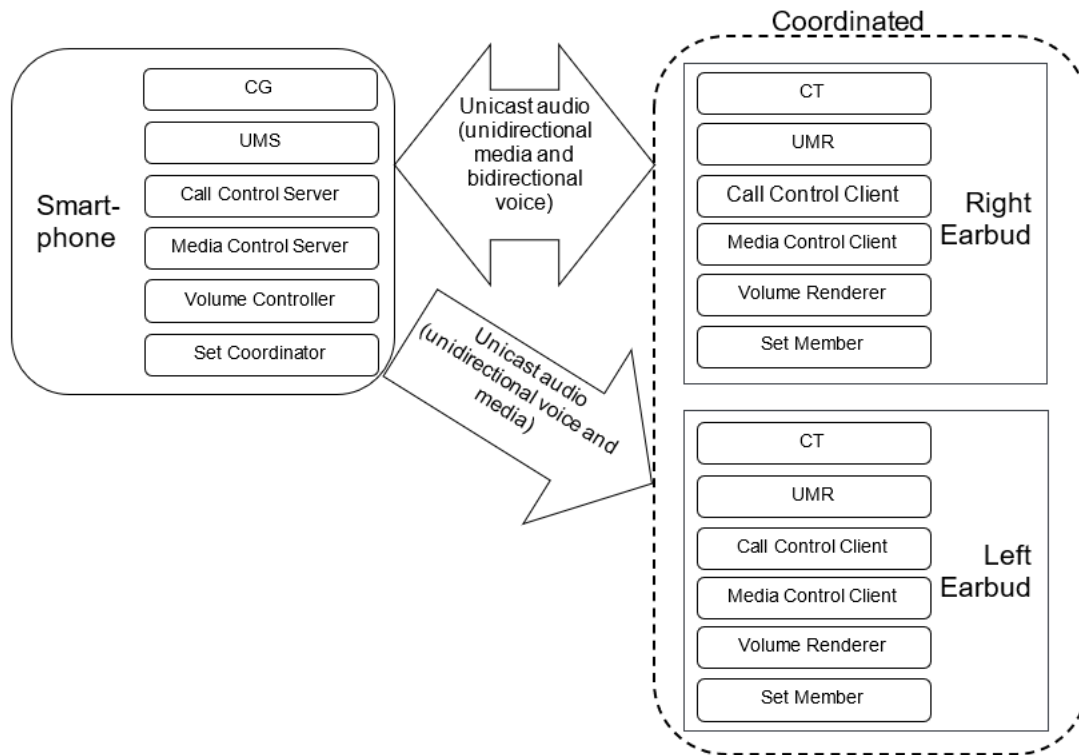 Coordinated
Smart-
phone
CG
UMS
Call Control Server
Media Control Server
Volume Controller
Set Coordinator
Unicast audio
(unidirectional
media and
bidirectional
voice)
Unicast audio
(unidirectional voice and
media)
CT
UMR
Call Control Client
Media Control Client
Volume Renderer
Set Member
Right
Earbud
CT
UMR
Call Control Client
Media Control Client
Volume Renderer
Set Member
Left
Earbud